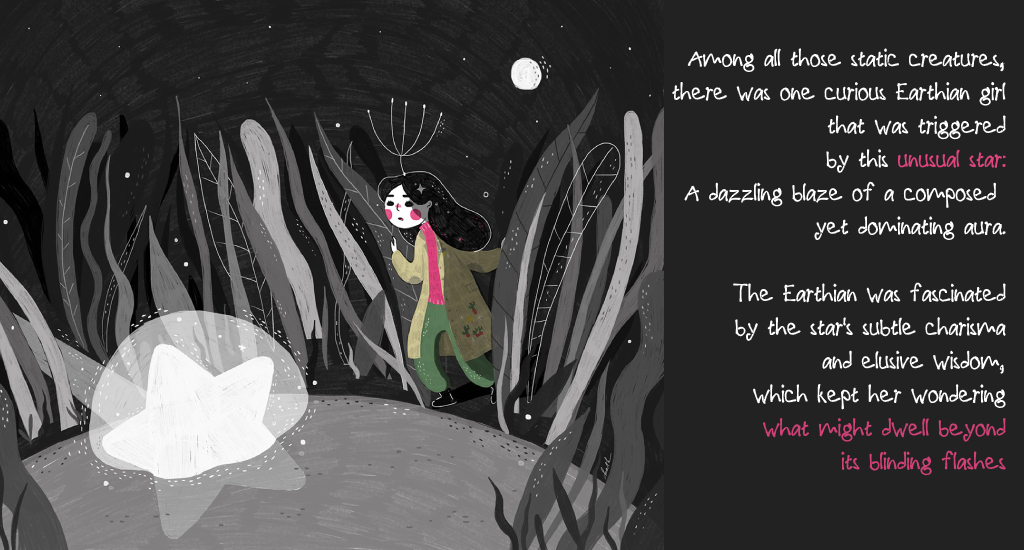 Among all those static creatures,
there was one curious Earthian girl
that was triggered
by this unusual star:
A dazzling blaze of a composed
yet dominating aura.
The Earthian was fascinated
by the star's subtle charisma
and elusive wisdom,
which kept her wondering
what might dwell beyond
its blinding flashes